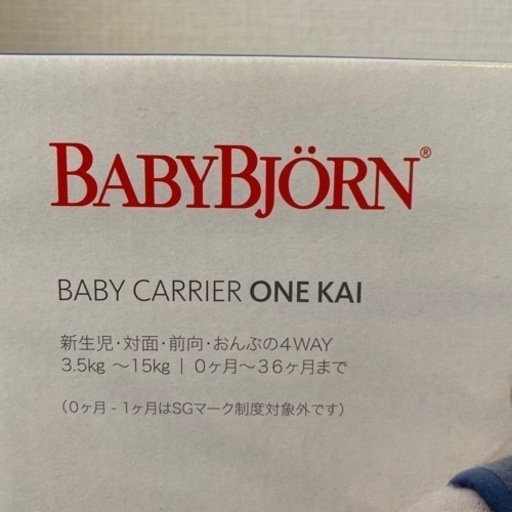 BABYBJÖRN®
BABY CARRIER ONE KAI
新生児・対面・前向・おんぶの4WAY
3.5kg 〜15kg | 0ヶ月〜36ヶ月まで
（0ヶ月 - 1ヶ月はSGマーク制度対象外です）